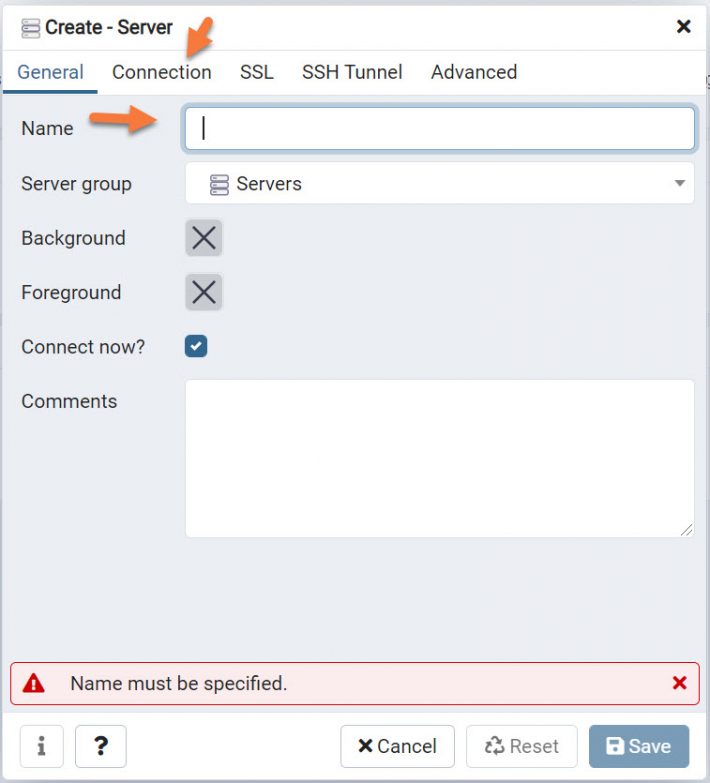 Create - Server
General Connection SSL SSH Tunnel Advanced
Name
Server group Servers
Background
Foreground
Connect now?
Comments
Name must be specified.
i ? Cancel Reset Save